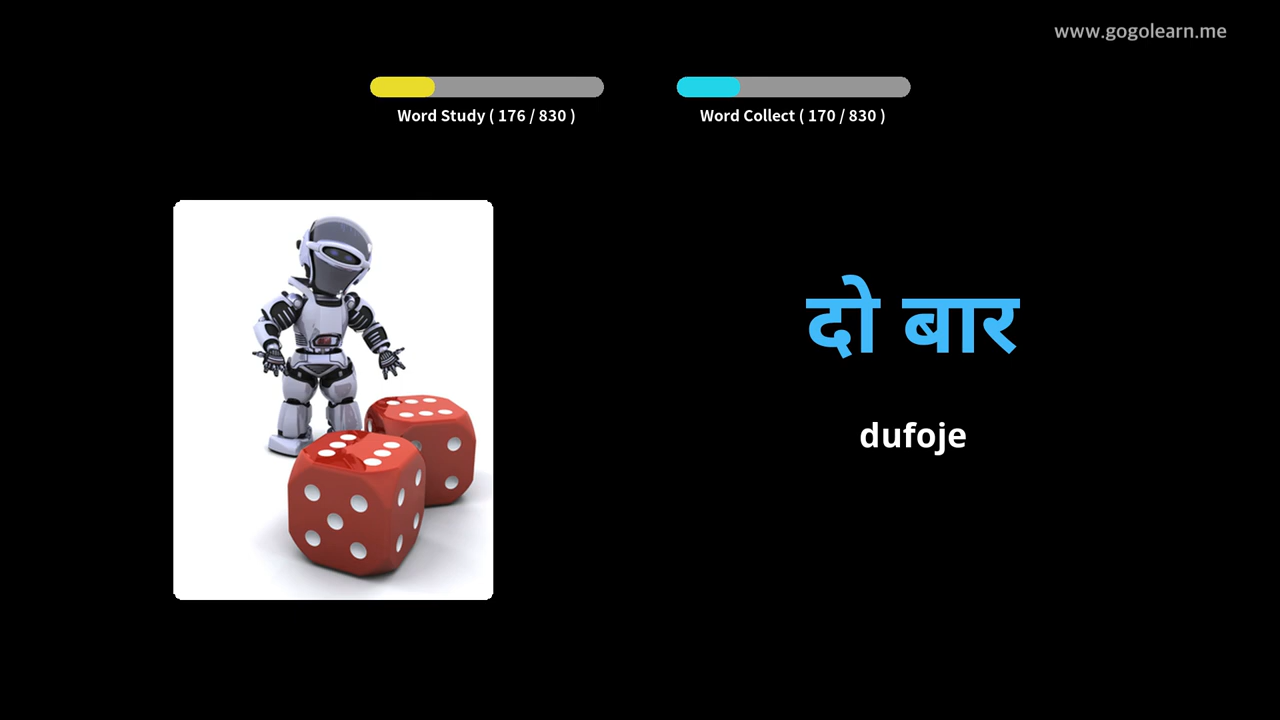 www.gogolearn.me
Word Study ( 176 / 830 )
Word Collect ( 170 / 830 )
दो बार
dufoje